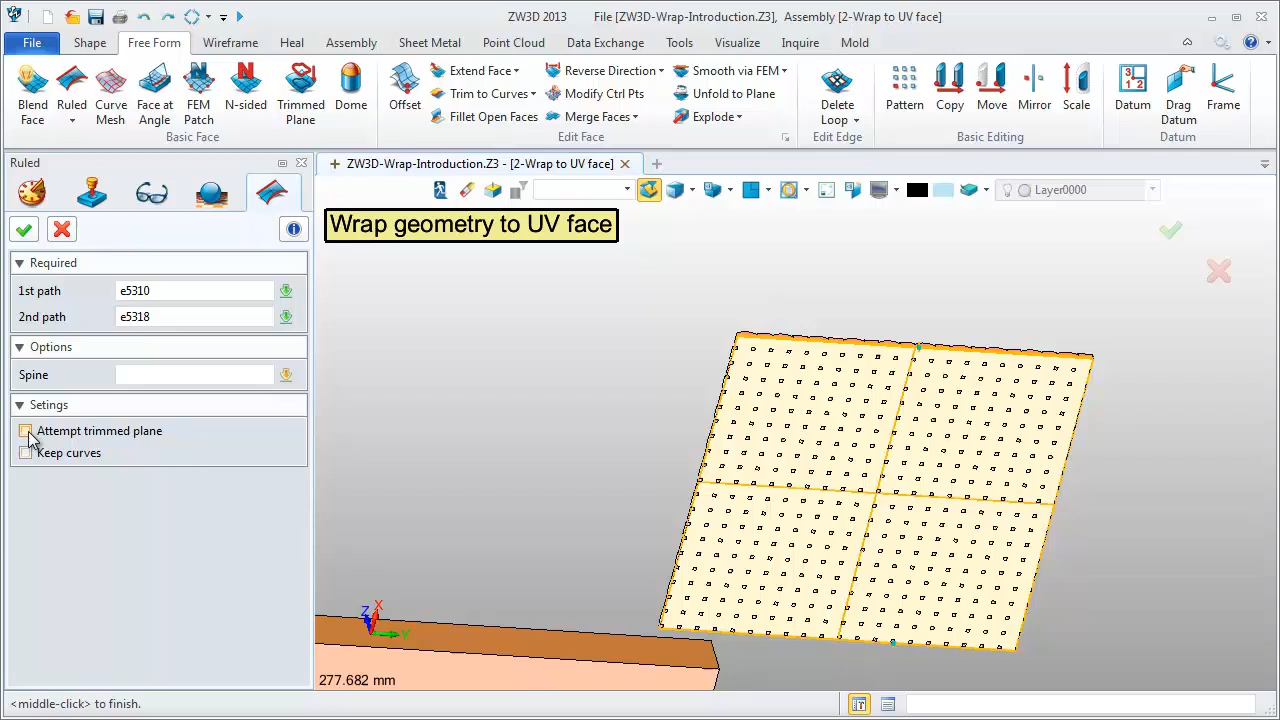 ZW3D 2013 File [ZW3D-Wrap-Introduction.Z3], Assembly [2-Wrap to UV face]
File Shape Free Form Wireframe Heal Assembly Sheet Metal Point Cloud Data Exchange Tools Visualize Inquire Mold
Blend Face
Ruled
Curve Mesh
Face at Angle
FEM Patch
N-sided
Trimmed Plane
Dome
Basic Face
Offset
Extend Face
Trim to Curves
Fillet Open Faces
Reverse Direction
Modify Ctrl Pts
Merge Faces
Smooth via FEM
Unfold to Plane
Explode
Edit Face
Delete Loop
Edit Edge
Pattern
Copy
Move
Mirror
Scale
Basic Editing
Datum
Drag Datum
Frame
Datum
Ruled
ZW3D-Wrap-Introduction.Z3 - [2-Wrap to UV face]
Layer0000
Wrap geometry to UV face
Required
1st path e5310
2nd path e5318
Options
Spine
Setings
Attempt trimmed plane
Keep curves
Z X Y
277.682 mm
<middle-click> to finish.